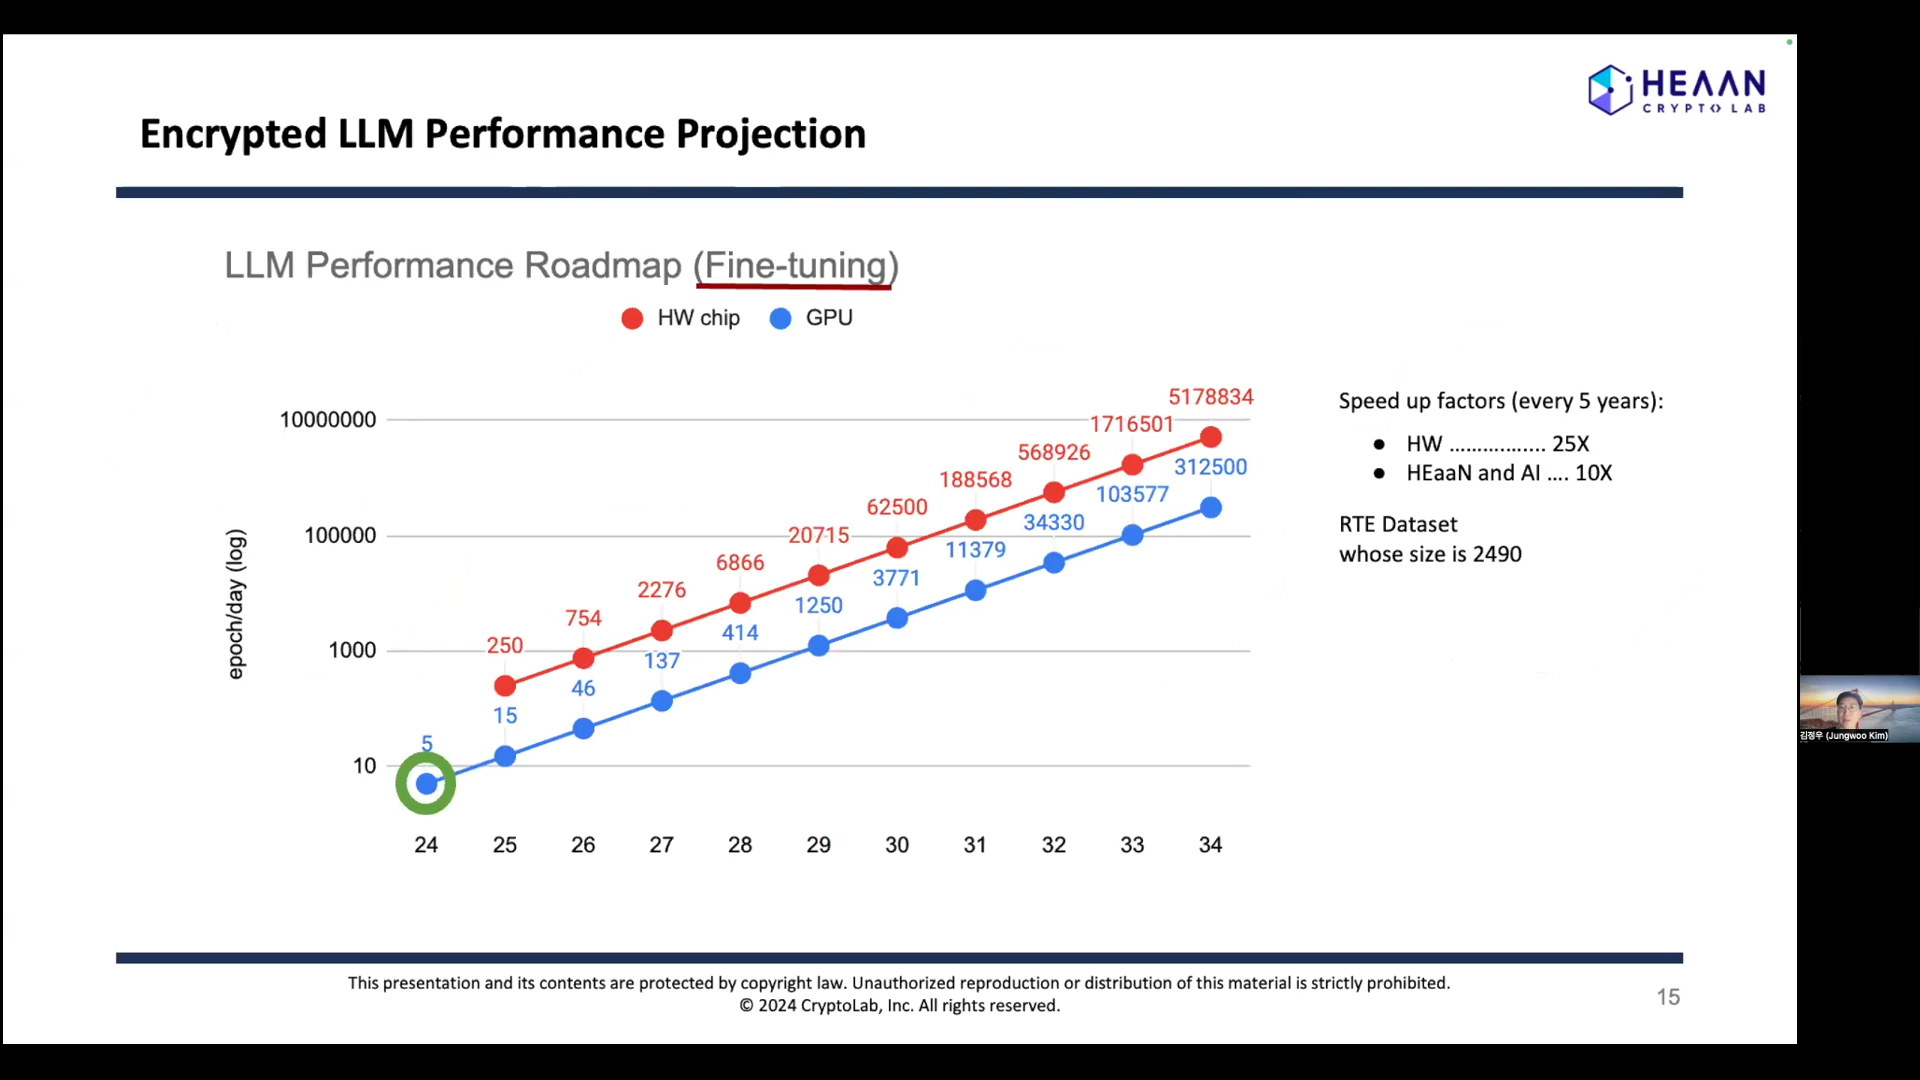 HEAAN
CRYPTO LAB
Encrypted LLM Performance Projection
LLM Performance Roadmap (Fine-tuning)
HW chip
GPU
epoch/day (log)
10000000
100000
1000
10
250
754
2276
6866
20715
62500
188568
568926
1716501
5178834
5
15
46
137
414
1250
3771
11379
34330
103577
312500
24
25
26
27
28
29
30
31
32
33
34
Speed up factors (every 5 years):
● HW ................ 25X
● HEaaN and AI .... 10X
RTE Dataset
whose size is 2490
김정우 (Jungwoo Kim)
This presentation and its contents are protected by copyright law. Unauthorized reproduction or distribution of this material is strictly prohibited.
© 2024 CryptoLab, Inc. All rights reserved.
15